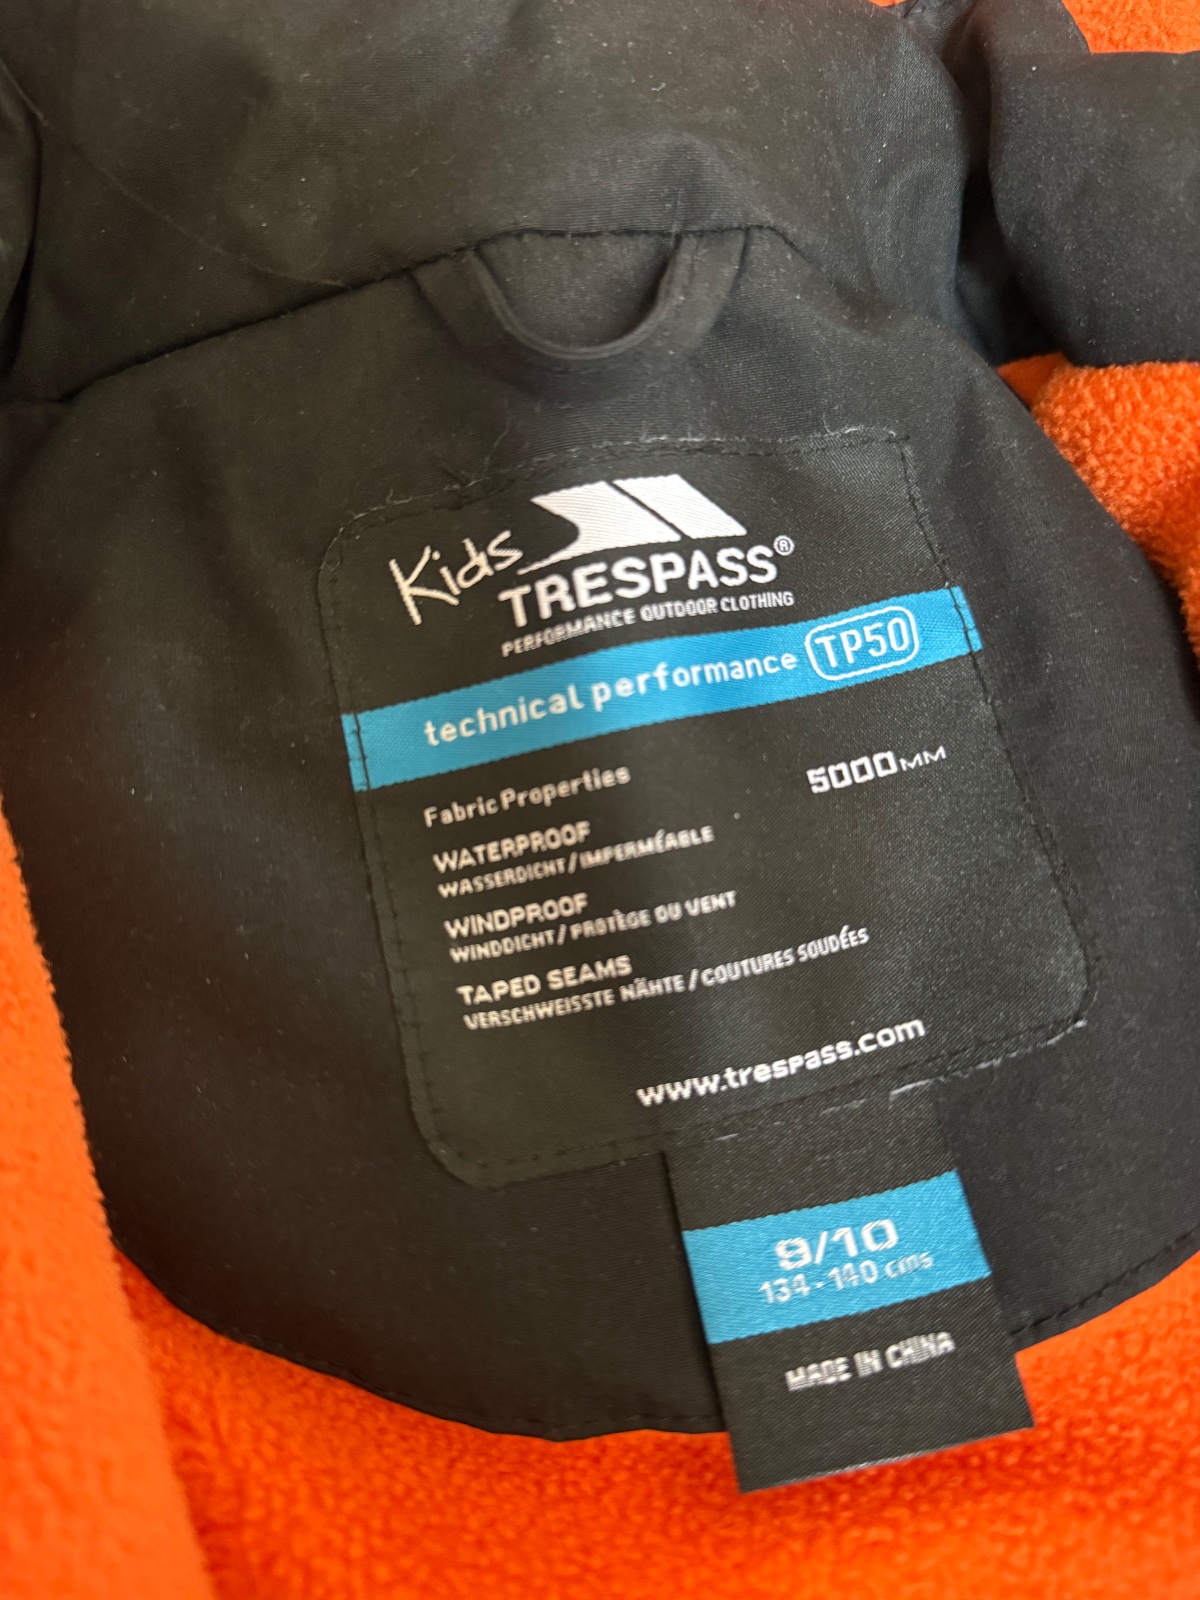 Kids
TRESPASS®
PERFORMANCE OUTDOOR CLOTHING
technical performance TP50
Fabric Properties
5000MM
WATERPROOF
WASSERDICHT/IMPERMÉABLE
WINDPROOF
WINDDICHT/PROTÈGE DU VENT
TAPED SEAMS
VERSCHWEISSTE NÄHTE/COUTURES SOUDÉES
www.trespass.com
9/10
134-140 cms
MADE IN CHINA